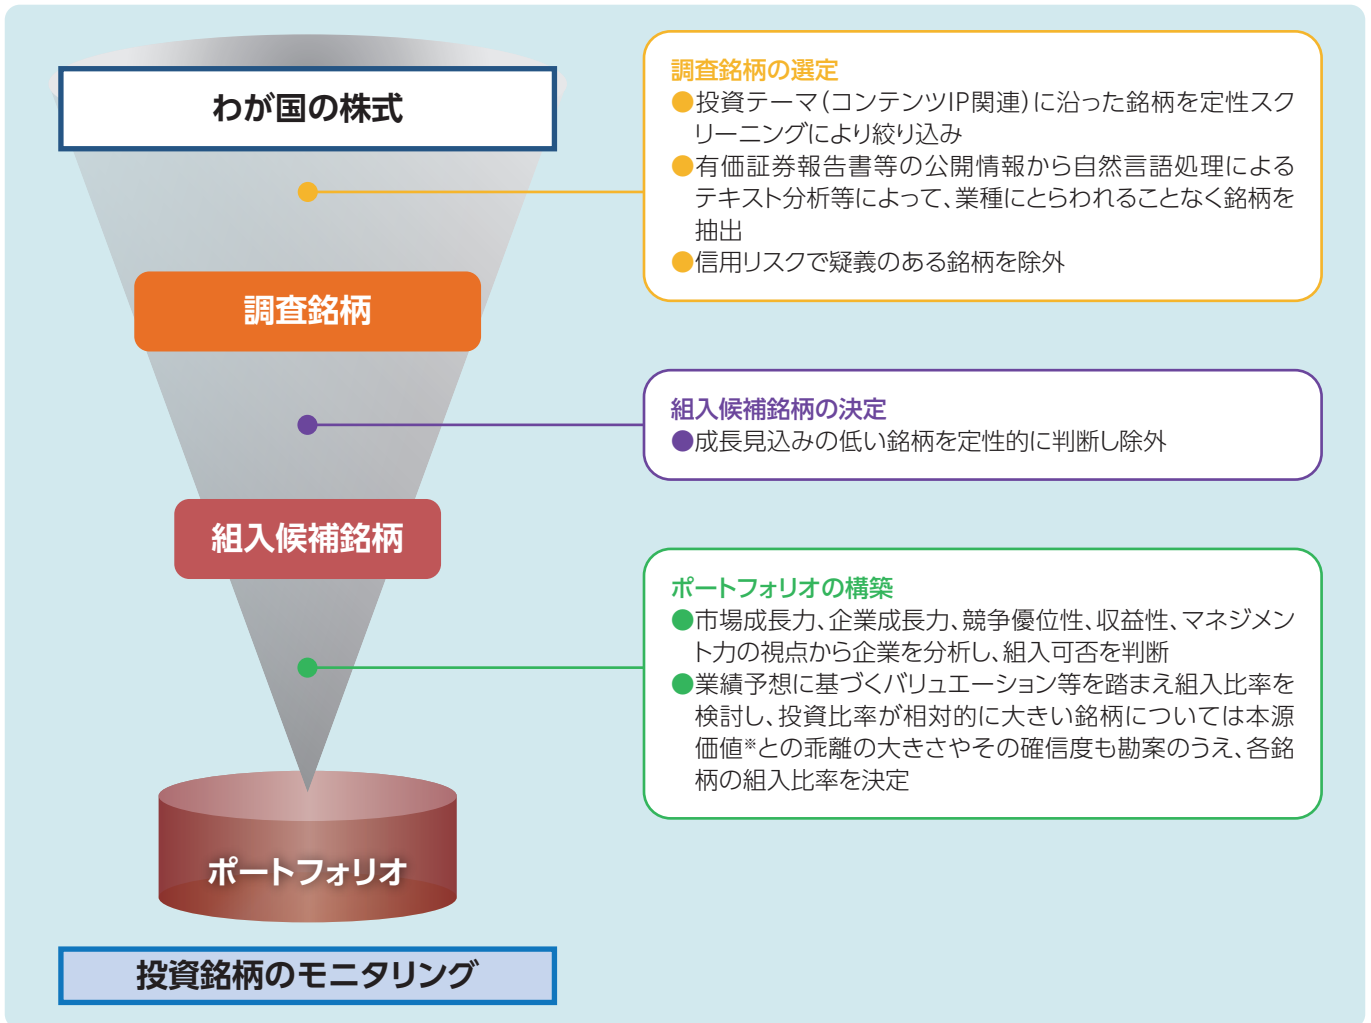 わが国の株式
調査銘柄の選定
●投資テーマ(コンテンツIP関連)に沿った銘柄を定性スク
リーニングにより絞り込み
●有価証券報告書等の公開情報から自然言語処理による
テキスト分析等によって、業種にとらわれることなく銘柄を
抽出
●信用リスクで疑義のある銘柄を除外
調査銘柄
組入候補銘柄の決定
●成長見込みの低い銘柄を定性的に判断し除外
組入候補銘柄
ポートフォリオの構築
●市場成長力、企業成長力、競争優位性、収益性、マネジメン
ト力の視点から企業を分析し、組入可否を判断
●業績予想に基づくバリュエーション等を踏まえ組入比率を
検討し、投資比率が相対的に大きい銘柄については本源
価値※との乖離の大きさやその確信度も勘案のうえ、各銘
柄の組入比率を決定
ポートフォリオ
投資銘柄のモニタリング